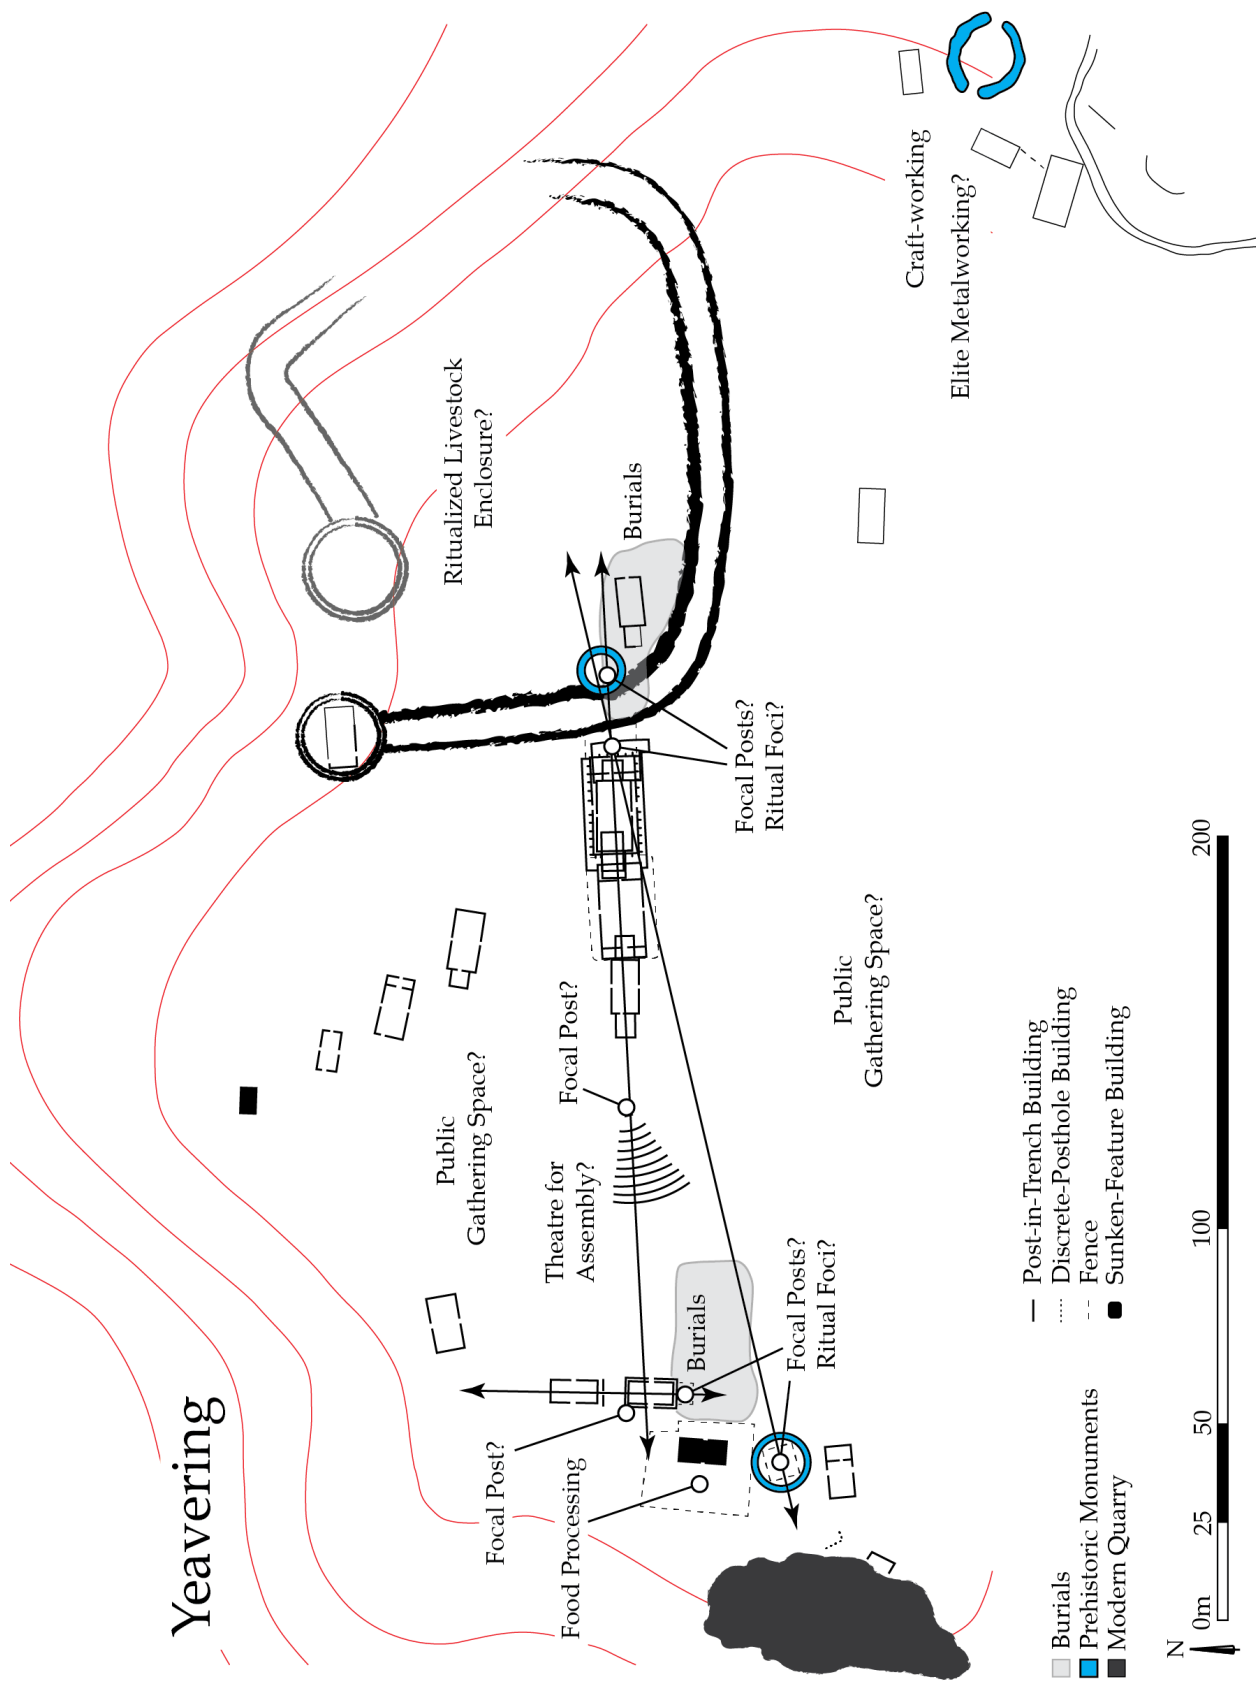 Yeavering
Public
Gathering Space?
Ritualized Livestock
Enclosure?
Focal Post?
Food Processing
Theatre for
Assembly?
Focal Post?
Burials
Burials
Focal Posts?
Ritual Foci?
Focal Posts?
Ritual Foci?
Public
Gathering Space?
Craft-working
Elite Metalworking?
Burials
Prehistoric Monuments
Modern Quarry
Post-in-Trench Building
Discrete-Posthole Building
Fence
Sunken-Feature Building
N
0m 25 50 100 200